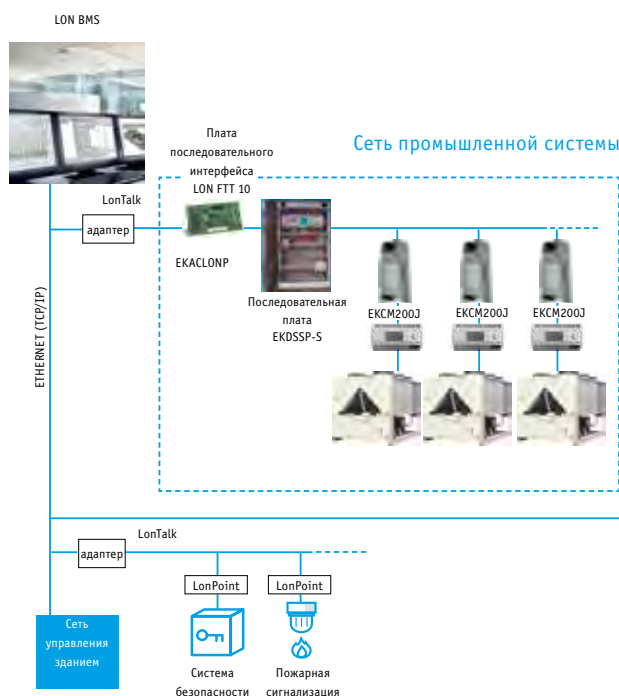 LON BMS
Плата
последовательного
интерфейса
LON FTT 10
Сеть промышленной системы
LonTalk
адаптер
EKACLONP
Последовательная
плата
EKDSSP-S
EKCM200J
EKCM200J
EKCM200J
ETHERNET (TCP/IP)
LonTalk
адаптер
LonPoint
LonPoint
Сеть
управления
зданием
Система
безопасности
Пожарная
сигнализация